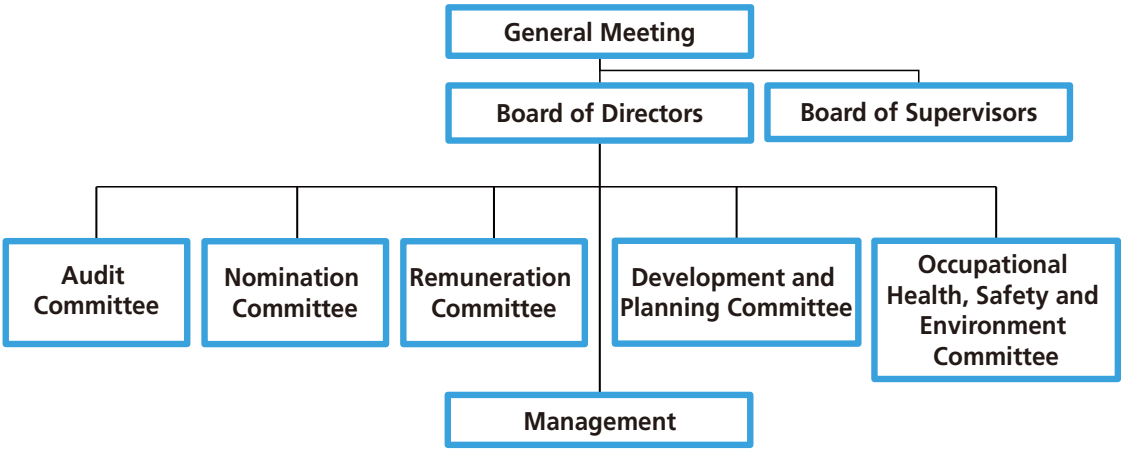 General Meeting
Board of Directors
Board of Supervisors
Audit
Committee
Nomination
Committee
Remuneration
Committee
Development and
Planning Committee
Occupational
Health, Safety and
Environment
Committee
Management